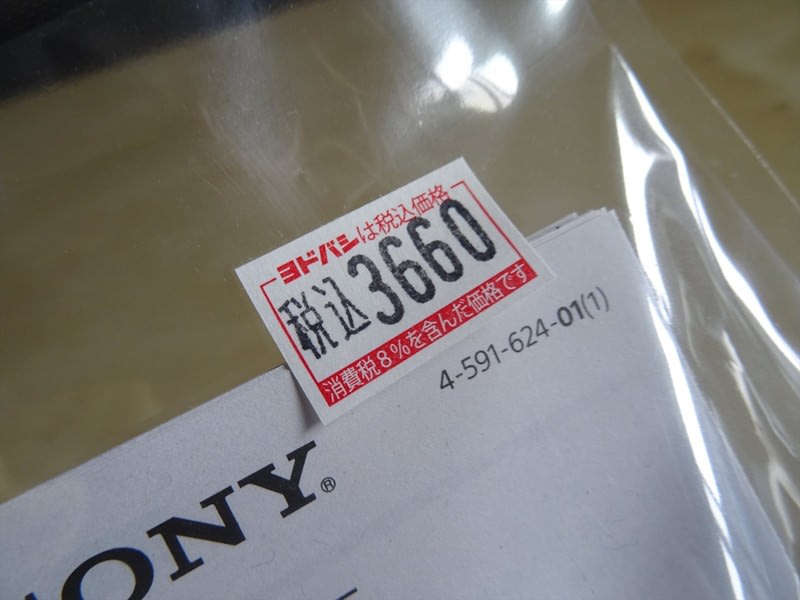 ヨドバシは税込価格
税込3660
消費税8%を含んだ価格です
4-591-624-01(1)
SONY®